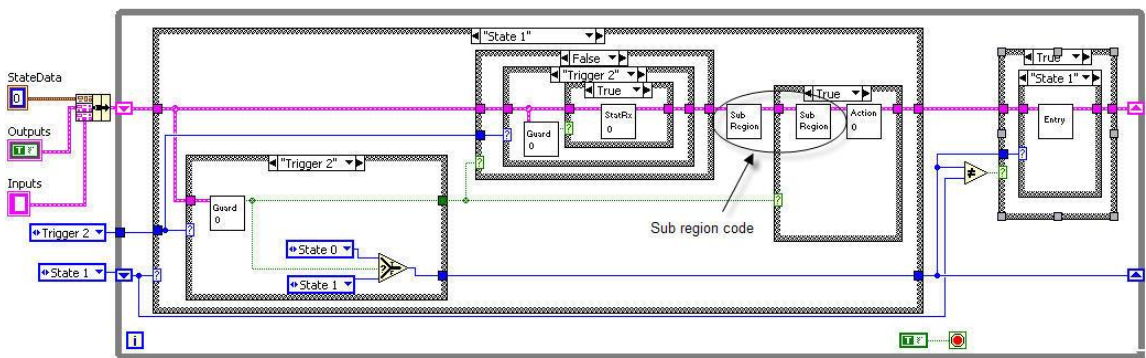 "State 1"
False
True
StateData
"Trigger 2"
"State 1"
0
True
True
StatRx
0
Sub
Region
Sub
Region
Action
0
Entry
Outputs
Guard
0
T F
"Trigger 2"
Inputs
Guard
0
Sub region code
Trigger 2
State 0
State 1
State 1
i
T F